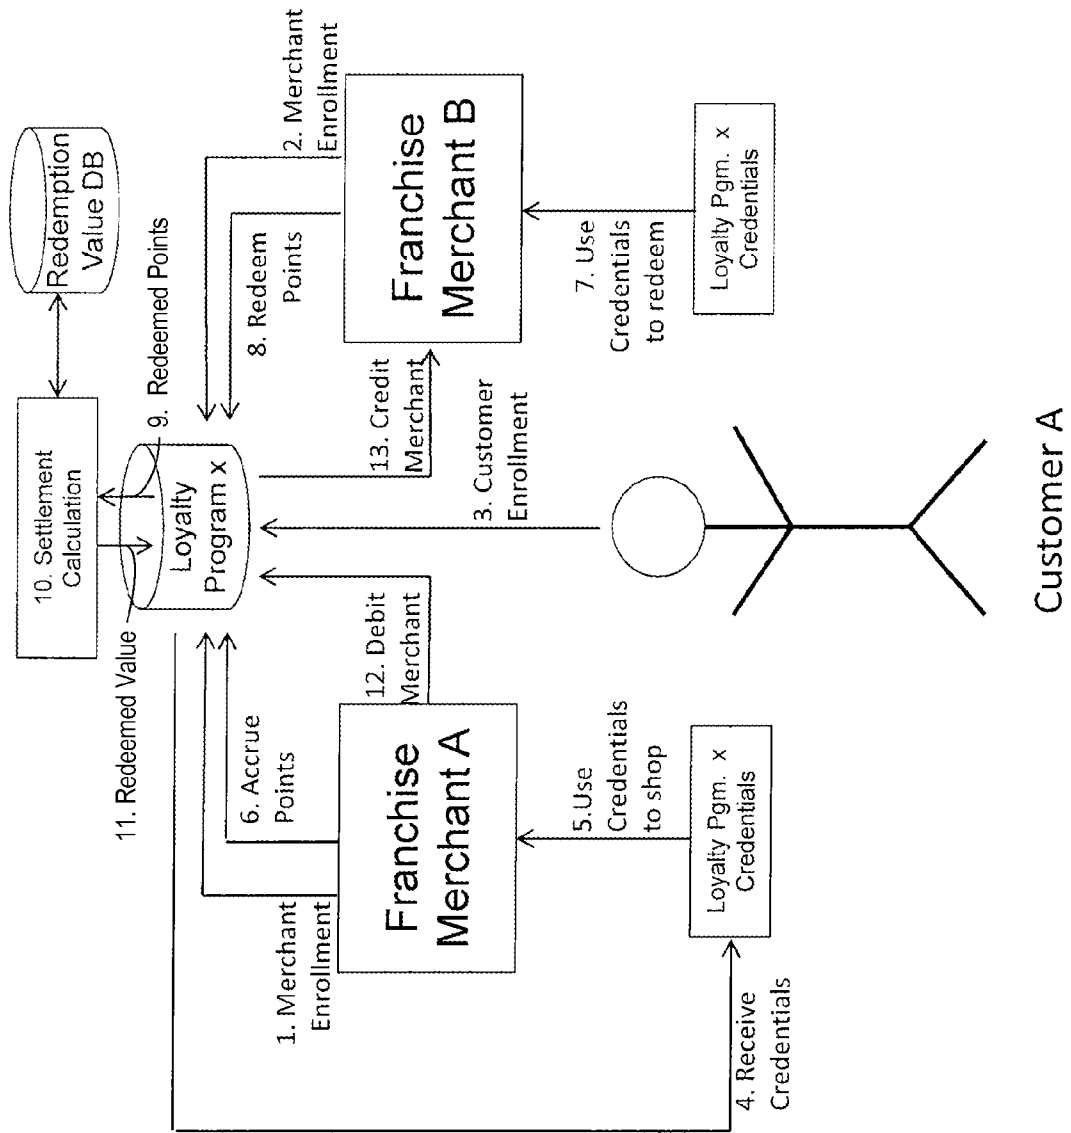 Redemption
Value DB
10. Settlement
Calculation
9. Redeemed Points
11. Redeemed Value
Loyalty
Program x
1. Merchant
Enrollment
6. Accrue
Points
12. Debit
Merchant
3. Customer
Enrollment
13. Credit
Merchant
8. Redeem
Points
2. Merchant
Enrollment
Franchise
Merchant A
Franchise
Merchant B
5.Use
Credentials
to shop
7. Use
Credentials
to redeem
4. Receive
Credentials
Loyalty Pgm. x
Credentials
Loyalty Pgm. x
Credentials
Customer A